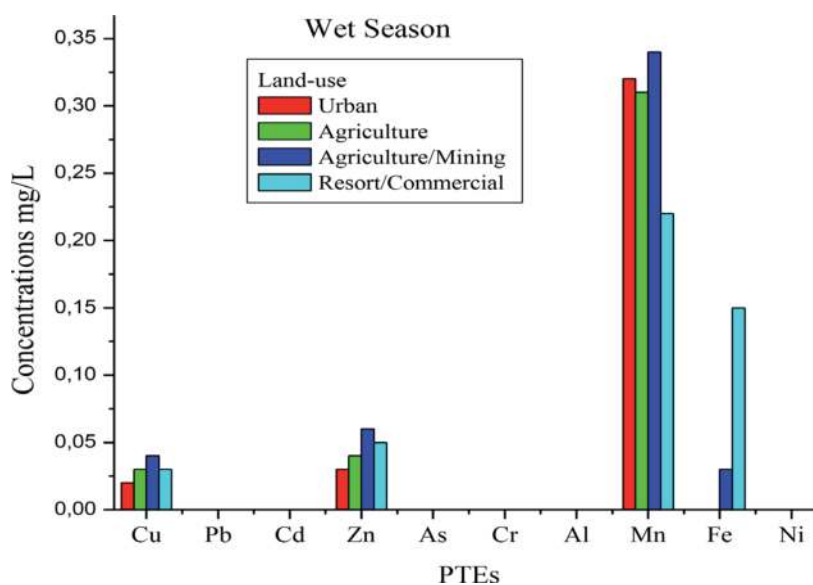 Wet Season
Concentrations mg/L
0,35
0,30
0,25
0,20
0,15
0,10
0,05
0,00
Land-use
Urban
Agriculture
Agriculture/Mining
Resort/Commercial
Cu Pb Cd Zn As Cr Al Mn Fe Ni
PTEs